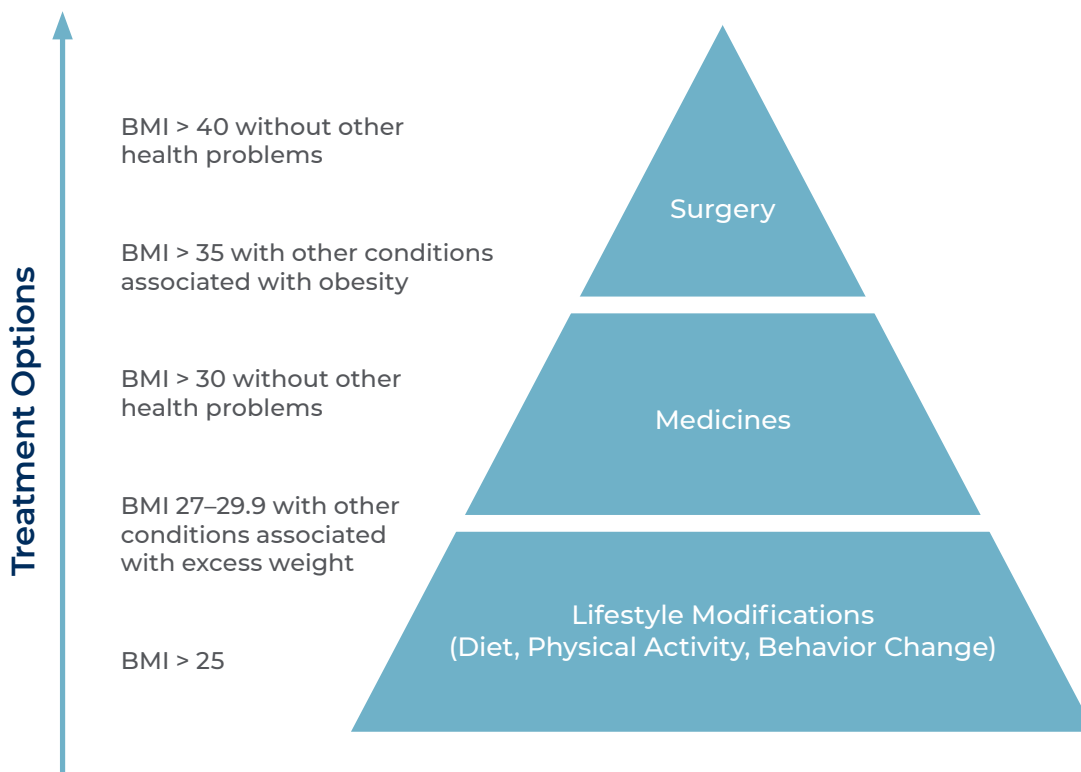 Treatment Options
BMI > 40 without other
health problems
BMI > 35 with other conditions
associated with obesity
BMI > 30 without other
health problems
BMI 27–29.9 with other
conditions associated
with excess weight
BMI > 25
Surgery
Medicines
Lifestyle Modifications
(Diet, Physical Activity, Behavior Change)